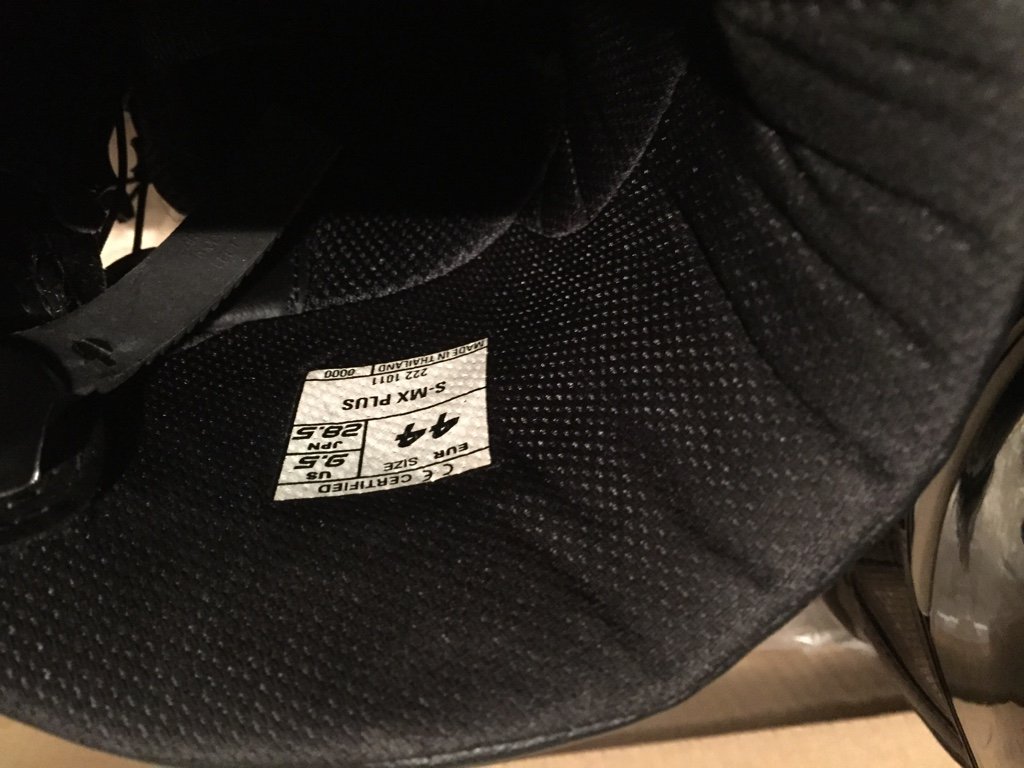 CE CERTIFIED
EUR SIZE
44
US
9.5
JPN
28.5
S-MX PLUS
222 1011
MADE IN THAILAND
0000